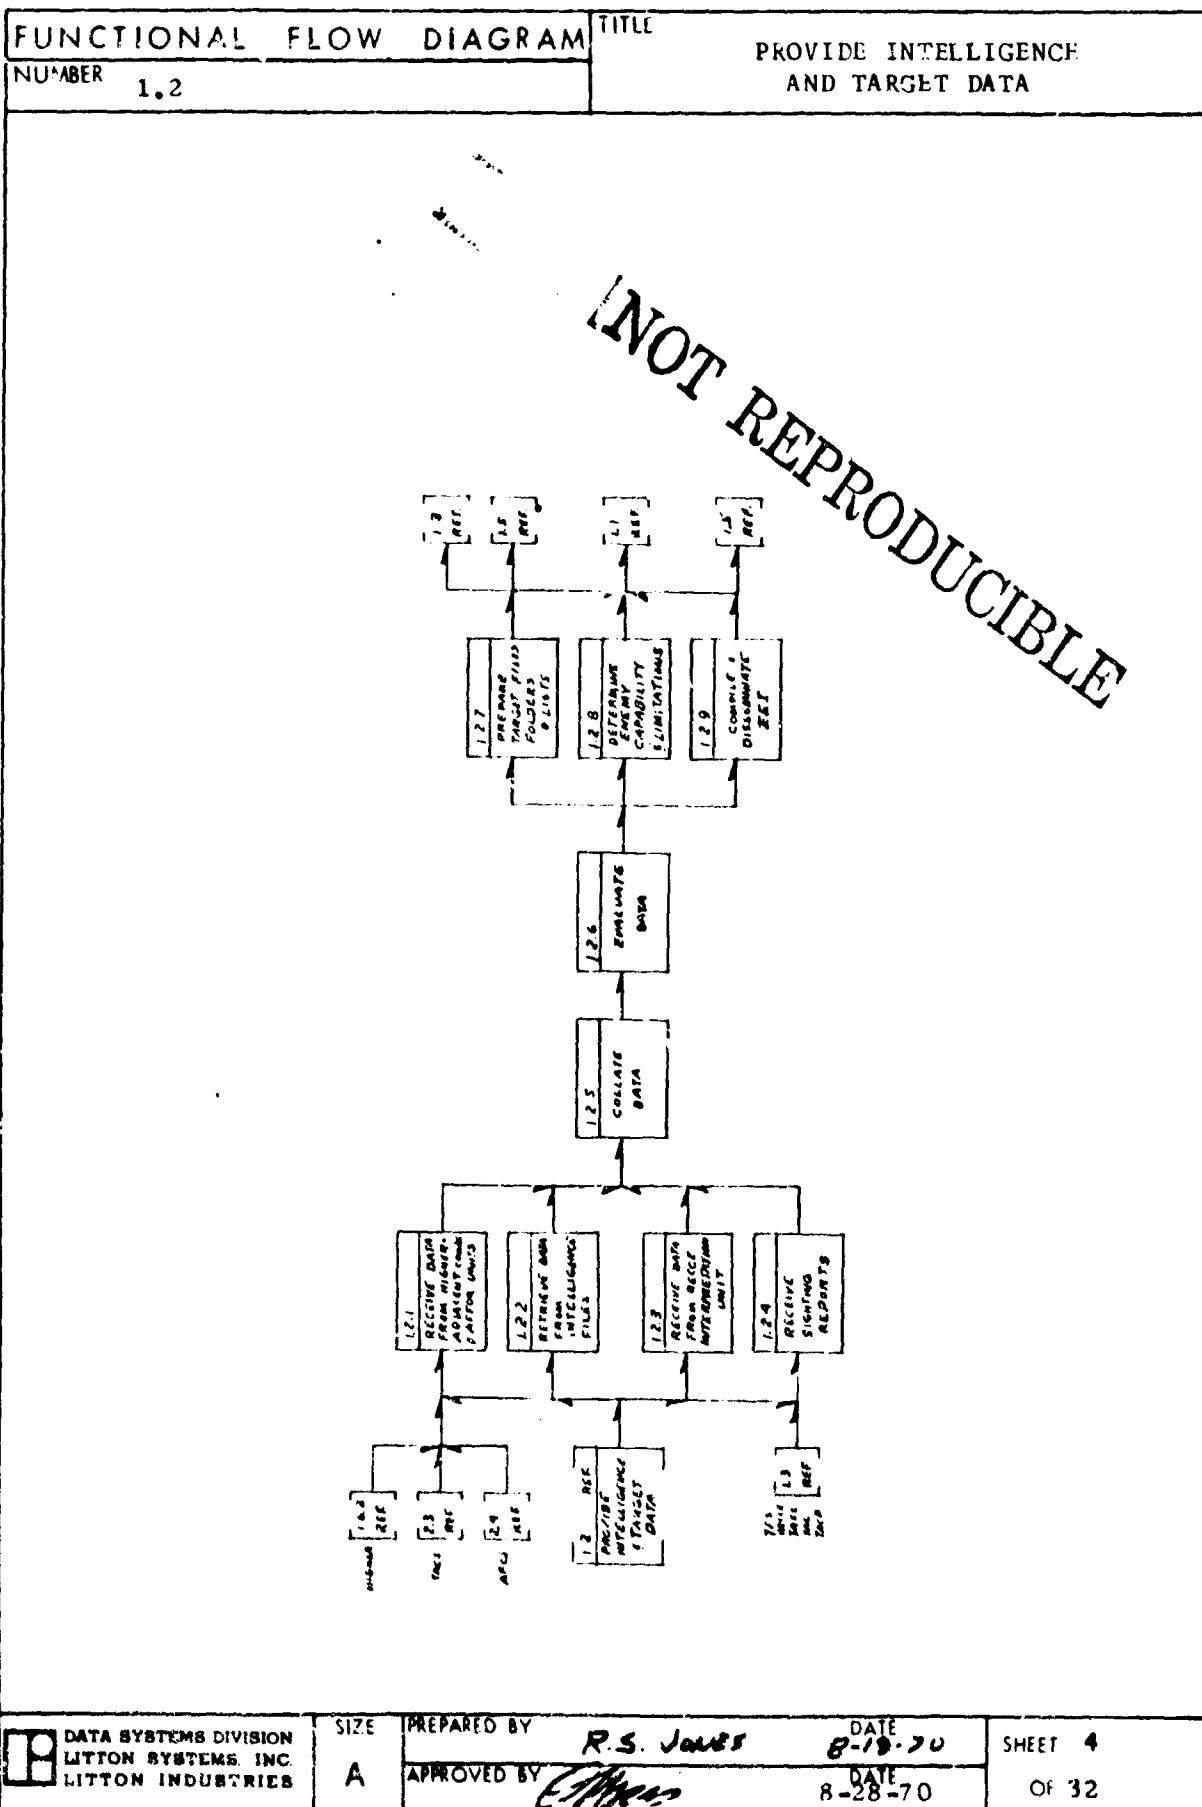 FUNCTIONAL FLOW DIAGRAM
TITLE
PROVIDE INTELLIGENCE
AND TARGET DATA
NUMBER
1.2
NOT REPRODUCIBLE
REF.
1.5
REF.
1.1
REF.
1.5
REF.
1.2.7
PREPARE
TARGET FILES
FOLDERS
& LISTS
1.2.8
DETERMINE
ENEMY
CAPABILITY
& LIMITATIONS
1.2.9
COMPILE &
DISSEMINATE
EEI
1.2.6
EVALUATE
DATA
1.2.5
COLLATE
DATA
1.2.1
RECEIVE DATA
FROM HIGHER-
ADJACENT
UNITS
1.2.2
RETRIEVE DATA
FROM
INTELLIGENCE
FILES
1.2.3
RECEIVE DATA
FROM RECCE
INTERPRETATION
UNIT
1.2.4
RECEIVE
SIGHTING
REPORTS
REF
HIGHER
2.3
REF
TACS
2.4
REF
1.2 REF
PROVIDE
INTELLIGENCE
& TARGET
DATA
1.3
REF
DATA SYSTEMS DIVISION
LITTON SYSTEMS. INC.
LITTON INDUSTRIES
SIZE
A
PREPARED BY
R.S. JONES
DATE
8-19-70
APPROVED BY
DATE
8-28-70
SHEET 4
OF 32